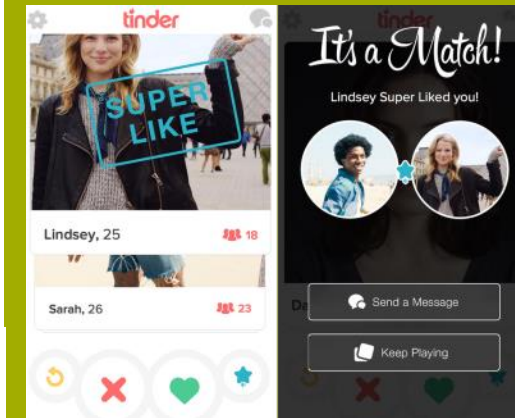 tinder
SUPER
LIKE
Lindsey, 25
18
Sarah, 26
23
It's a Match!
Lindsey Super Liked you!
Send a Message
Keep Playing